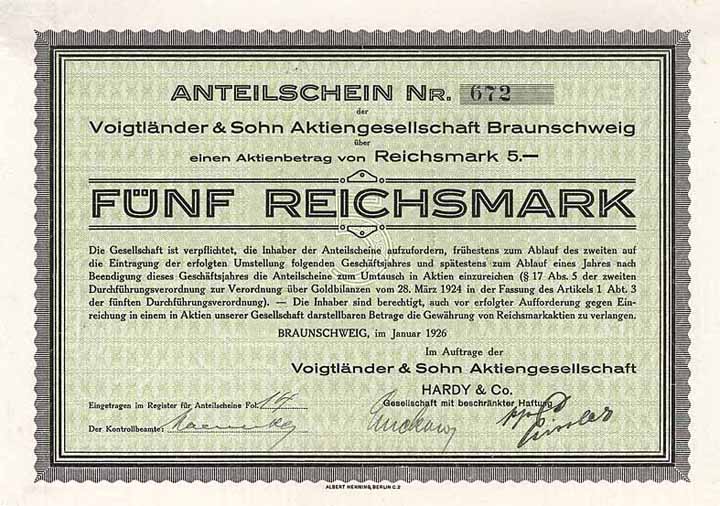 ANTEILSCHEIN NR. 672
der
Voigtländer & Sohn Aktiengesellschaft Braunschweig
über
einen Aktienbetrag von Reichsmark 5.—
FÜNF REICHSMARK
Die Gesellschaft ist verpflichtet, die Inhaber der Anteilscheine aufzufordern, frühestens zum Ablauf des zweiten auf
die Eintragung der erfolgten Umstellung folgenden Geschäftsjahres und spätestens zum Ablauf eines Jahres nach
Beendigung dieses Geschäftsjahres die Anteilscheine zum Umtausch in Aktien einzureichen (§ 17 Abs. 5 der zweiten
Durchführungsverordnung zur Verordnung über Goldbilanzen vom 28. März 1924 in der Fassung des Artikels 1 Abt. 3
der fünften Durchführungsverordnung). — Die Inhaber sind berechtigt, auch vor erfolgter Aufforderung gegen Ein-
reichung in einem in Aktien unserer Gesellschaft darstellbaren Betrage die Gewährung von Reichsmarkaktien zu verlangen.
BRAUNSCHWEIG, im Januar 1926
Im Auftrage der
Voigtländer & Sohn Aktiengesellschaft
HARDY & Co.
Gesellschaft mit beschränkter Haftung
Eingetragen im Register für Anteilscheine Fol. 14
Der Kontrollbeamte:
ALBERT HENNING, BERLIN C.2